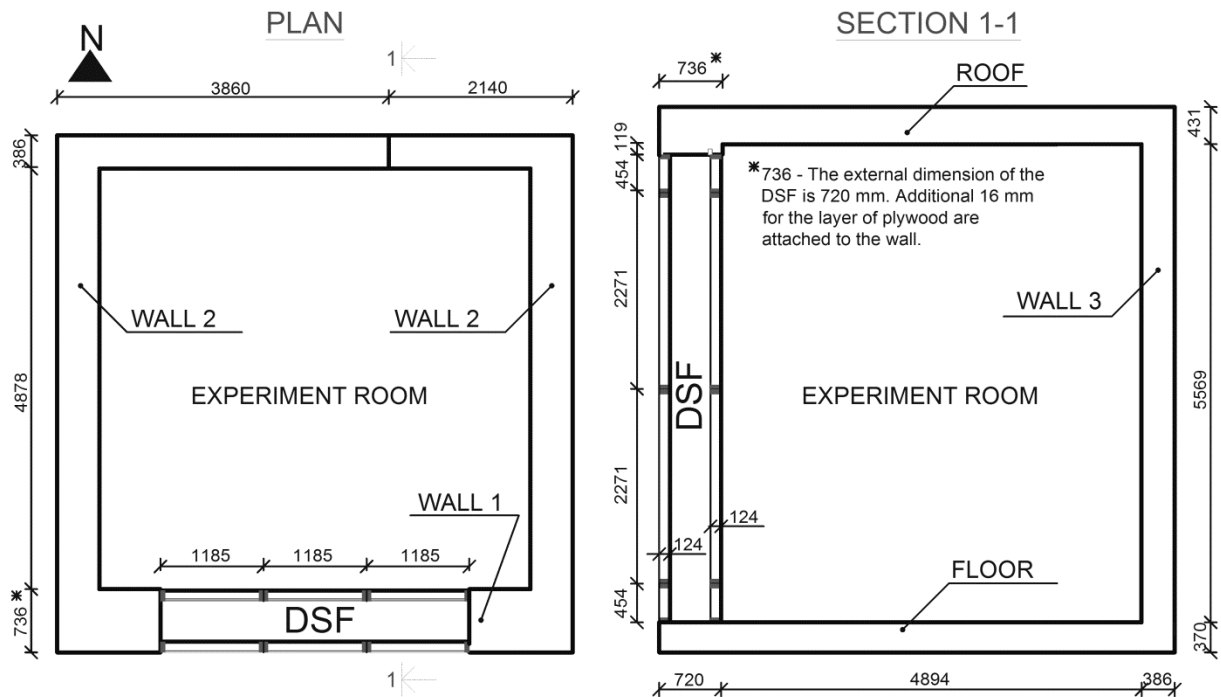 PLAN
N
1
3860
2140
386
4878
736 *
WALL 2
WALL 2
EXPERIMENT ROOM
WALL 1
1185
1185
1185
DSF
1
SECTION 1-1
736 *
ROOF
431
119
454
* 736 - The external dimension of the
DSF is 720 mm. Additional 16 mm
for the layer of plywood are
attached to the wall.
2271
WALL 3
DSF
EXPERIMENT ROOM
5569
2271
124
124
FLOOR
454
370
720
4894
386